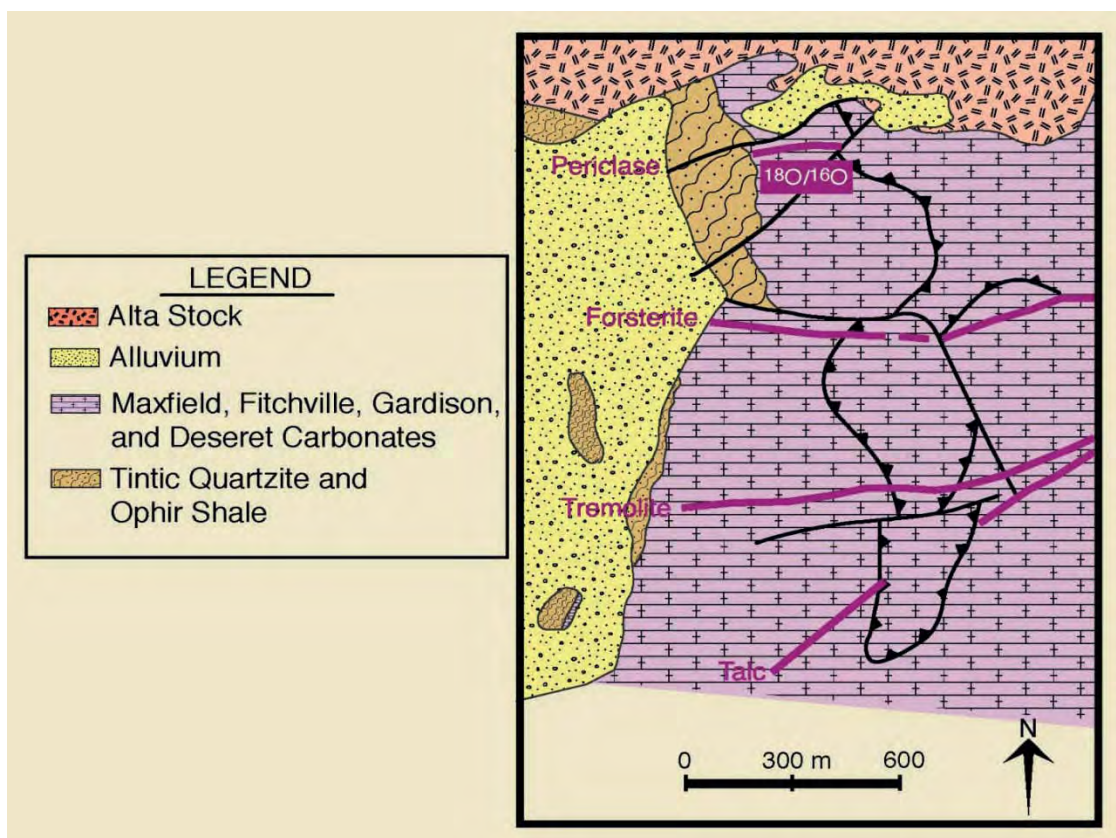 LEGEND
Alta Stock
Alluvium
Maxfield, Fitchville, Gardison,
and Deseret Carbonates
Tintic Quartzite and
Ophir Shale
Periclase
18O/16O
Forsterite
Tremolite
Talc
N
0 300 m 600